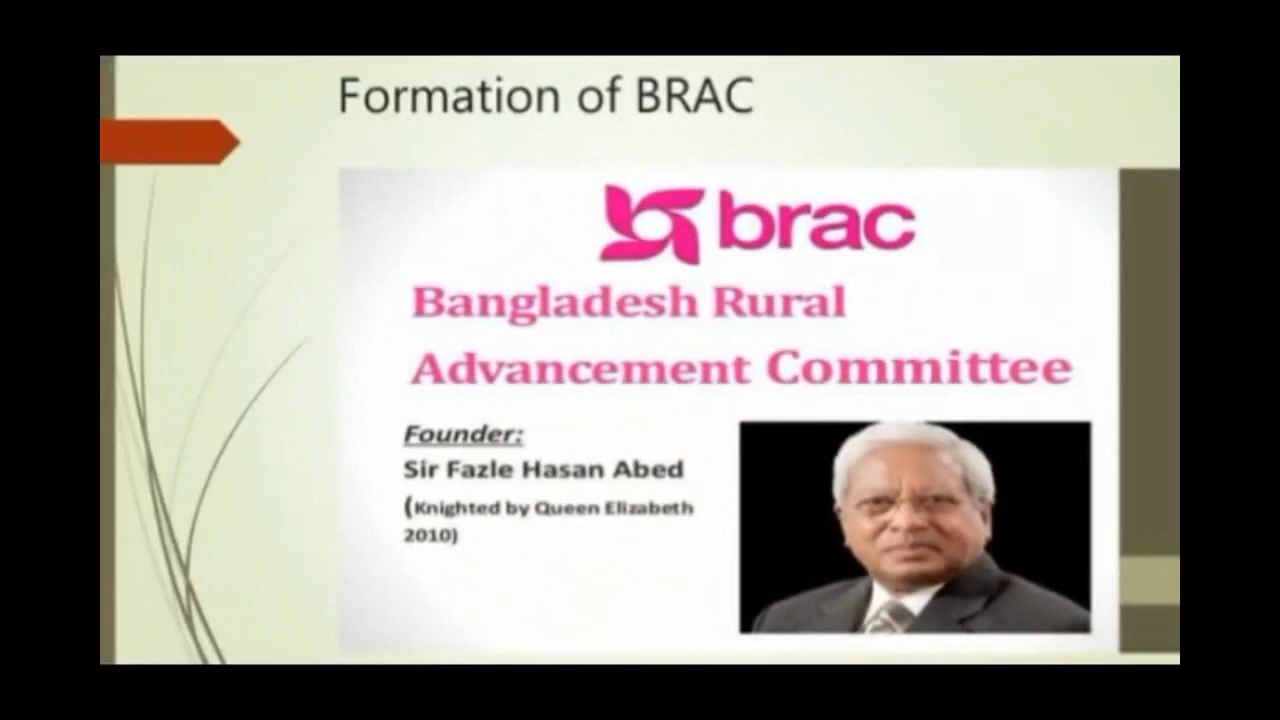 Formation of BRAC
brac
Bangladesh Rural
Advancement Committee
Founder:
Sir Fazle Hasan Abed
(Knighted by Queen Elizabeth
2010)